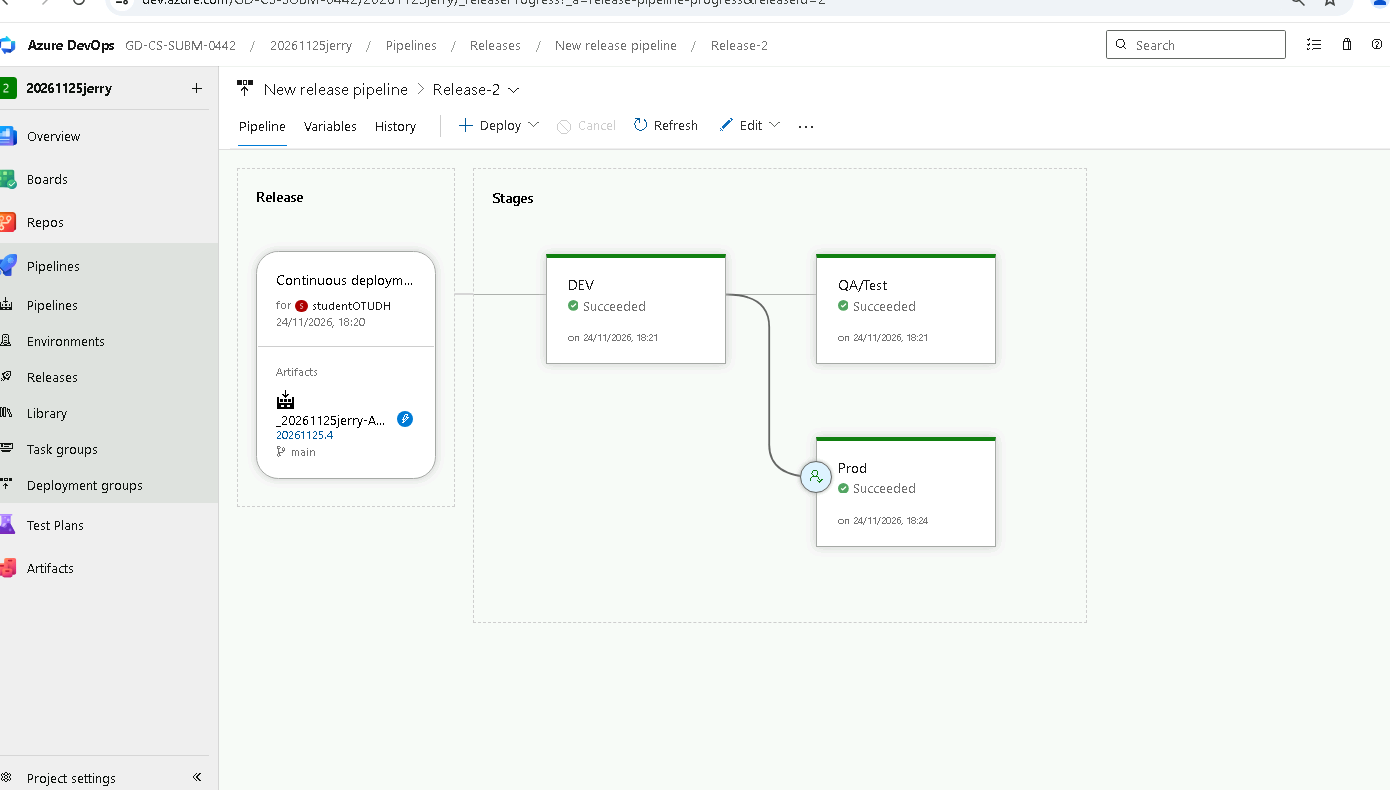 Azure DevOps GD-CS-SUBM-0442 / 20261125jerry / Pipelines / Releases / New release pipeline / Release-2
Search
2 20261125jerry +
Overview
Boards
Repos
Pipelines
Pipelines
Environments
Releases
Library
Task groups
Deployment groups
Test Plans
Artifacts
Project settings
New release pipeline > Release-2
Pipeline Variables History Deploy Cancel Refresh Edit ...
Release
Continuous deploym...
for S studentOTUDH
24/11/2026, 18:20
Artifacts
_20261125jerry-A...
20261125.4
main
Stages
DEV
Succeeded
on 24/11/2026, 18:21
QA/Test
Succeeded
on 24/11/2026, 18:21
Prod
Succeeded
on 24/11/2026, 18:24